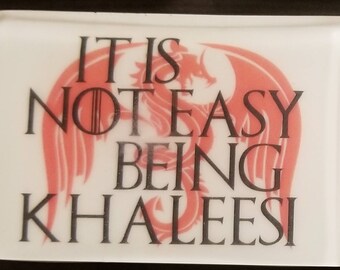 IT IS
NOT EASY
BEING
KHALEESI